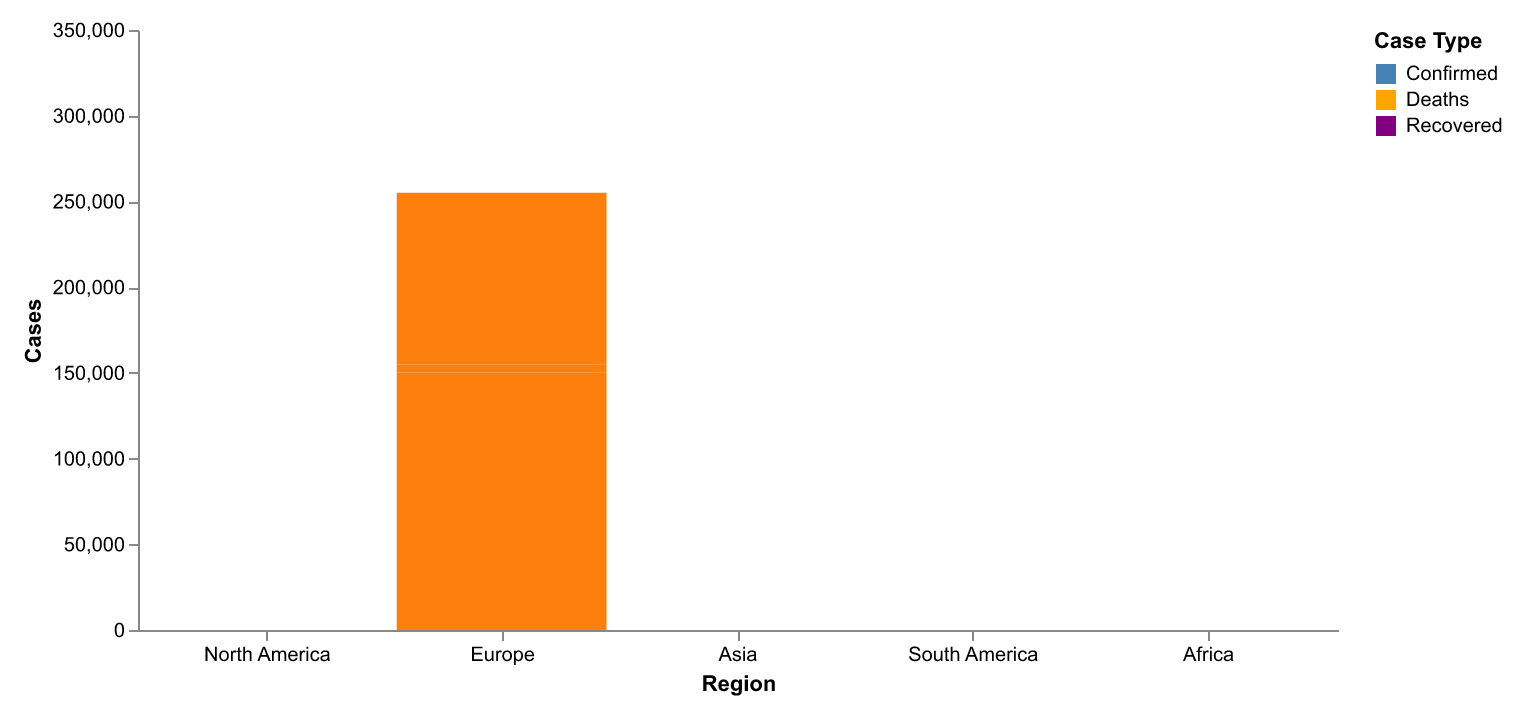 350,000
300,000
250,000
200,000
150,000
100,000
50,000
0
Cases
North America
Europe
Asia
South America
Africa
Region
Case Type
Confirmed
Deaths
Recovered